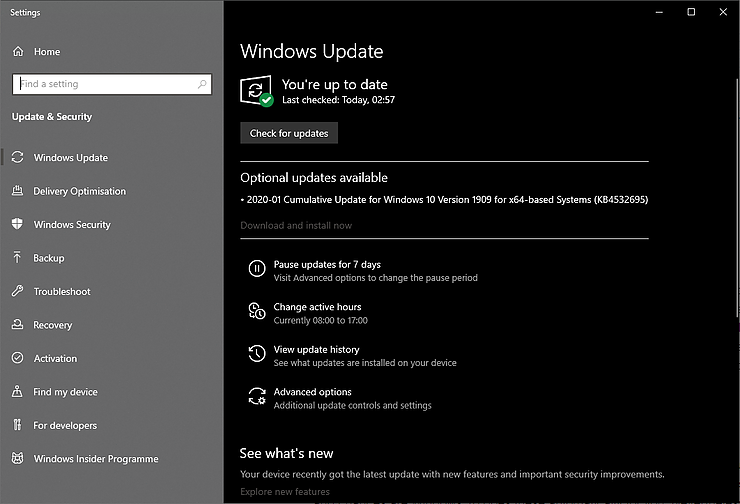 Settings
Home
Find a setting
Update & Security
Windows Update
Delivery Optimisation
Windows Security
Backup
Troubleshoot
Recovery
Activation
Find my device
For developers
Windows Insider Programme
Windows Update
You're up to date
Last checked: Today, 02:57
Check for updates
Optional updates available
• 2020-01 Cumulative Update for Windows 10 Version 1909 for x64-based Systems (KB4532695)
Download and install now
Pause updates for 7 days
Visit Advanced options to change the pause period
Change active hours
Currently 08:00 to 17:00
View update history
See what updates are installed on your device
Advanced options
Additional update controls and settings
See what's new
Your device recently got the latest update with new features and important security improvements.
Explore new features